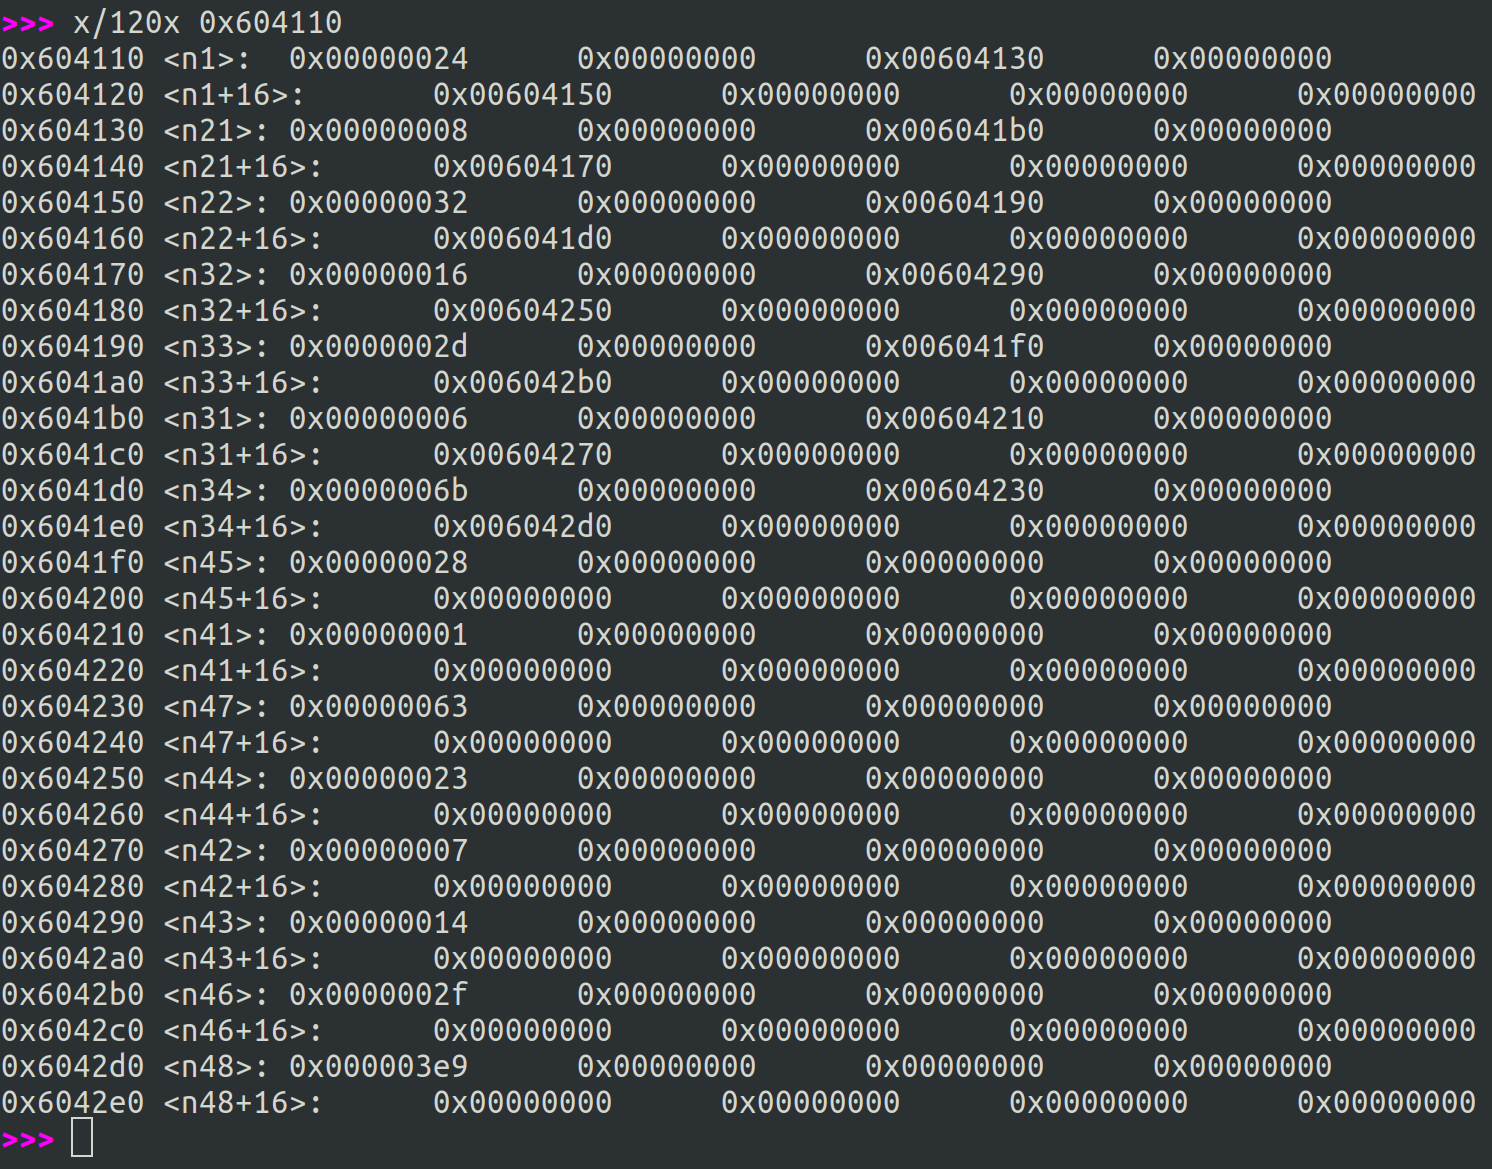 >>> x/120x 0x604110
0x604110 <n1>:  0x00000024      0x00000000      0x00604130      0x00000000
0x604120 <n1+16>:       0x00604150      0x00000000      0x00000000      0x00000000
0x604130 <n21>: 0x00000008      0x00000000      0x006041b0      0x00000000
0x604140 <n21+16>:      0x00604170      0x00000000      0x00000000      0x00000000
0x604150 <n22>: 0x00000032      0x00000000      0x00604190      0x00000000
0x604160 <n22+16>:      0x006041d0      0x00000000      0x00000000      0x00000000
0x604170 <n32>: 0x00000016      0x00000000      0x00604290      0x00000000
0x604180 <n32+16>:      0x00604250      0x00000000      0x00000000      0x00000000
0x604190 <n33>: 0x0000002d      0x00000000      0x006041f0      0x00000000
0x6041a0 <n33+16>:      0x006042b0      0x00000000      0x00000000      0x00000000
0x6041b0 <n31>: 0x00000006      0x00000000      0x00604210      0x00000000
0x6041c0 <n31+16>:      0x00604270      0x00000000      0x00000000      0x00000000
0x6041d0 <n34>: 0x0000006b      0x00000000      0x00604230      0x00000000
0x6041e0 <n34+16>:      0x006042d0      0x00000000      0x00000000      0x00000000
0x6041f0 <n45>: 0x00000028      0x00000000      0x00000000      0x00000000
0x604200 <n45+16>:      0x00000000      0x00000000      0x00000000      0x00000000
0x604210 <n41>: 0x00000001      0x00000000      0x00000000      0x00000000
0x604220 <n41+16>:      0x00000000      0x00000000      0x00000000      0x00000000
0x604230 <n47>: 0x00000063      0x00000000      0x00000000      0x00000000
0x604240 <n47+16>:      0x00000000      0x00000000      0x00000000      0x00000000
0x604250 <n44>: 0x00000023      0x00000000      0x00000000      0x00000000
0x604260 <n44+16>:      0x00000000      0x00000000      0x00000000      0x00000000
0x604270 <n42>: 0x00000007      0x00000000      0x00000000      0x00000000
0x604280 <n42+16>:      0x00000000      0x00000000      0x00000000      0x00000000
0x604290 <n43>: 0x00000014      0x00000000      0x00000000      0x00000000
0x6042a0 <n43+16>:      0x00000000      0x00000000      0x00000000      0x00000000
0x6042b0 <n46>: 0x0000002f      0x00000000      0x00000000      0x00000000
0x6042c0 <n46+16>:      0x00000000      0x00000000      0x00000000      0x00000000
0x6042d0 <n48>: 0x000003e9      0x00000000      0x00000000      0x00000000
0x6042e0 <n48+16>:      0x00000000      0x00000000      0x00000000      0x00000000
>>>